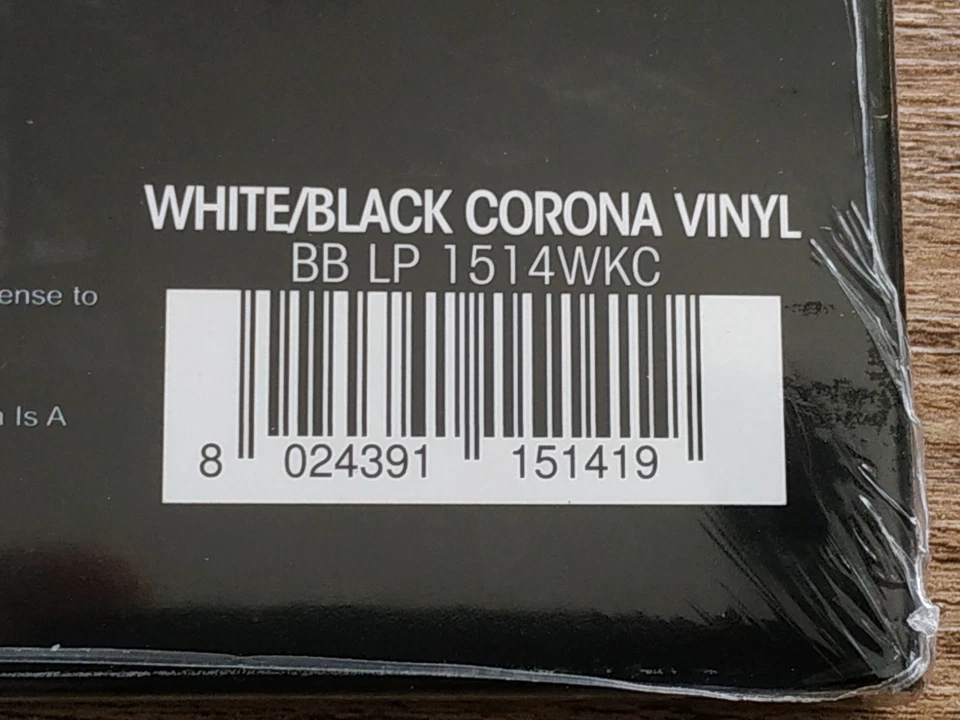 WHITE/BLACK CORONA VINYL
BB LP 1514WKC
ense to
Is A
8 024391 151419